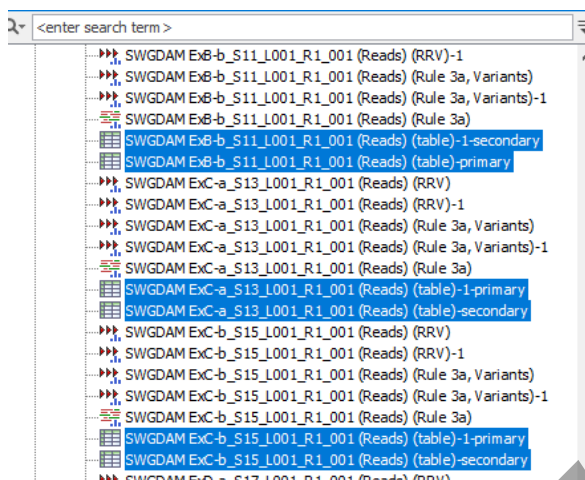 <enter search term>
SWGDAM ExB-b_S11_L001_R1_001 (Reads) (RRV)-1
SWGDAM ExB-b_S11_L001_R1_001 (Reads) (Rule 3a, Variants)
SWGDAM ExB-b_S11_L001_R1_001 (Reads) (Rule 3a, Variants)-1
SWGDAM ExB-b_S11_L001_R1_001 (Reads) (Rule 3a)
SWGDAM ExB-b_S11_L001_R1_001 (Reads) (table)-1-secondary
SWGDAM ExB-b_S11_L001_R1_001 (Reads) (table)-primary
SWGDAM ExC-a_S13_L001_R1_001 (Reads) (RRV)
SWGDAM ExC-a_S13_L001_R1_001 (Reads) (RRV)-1
SWGDAM ExC-a_S13_L001_R1_001 (Reads) (Rule 3a, Variants)
SWGDAM ExC-a_S13_L001_R1_001 (Reads) (Rule 3a, Variants)-1
SWGDAM ExC-a_S13_L001_R1_001 (Reads) (Rule 3a)
SWGDAM ExC-a_S13_L001_R1_001 (Reads) (table)-1-primary
SWGDAM ExC-a_S13_L001_R1_001 (Reads) (table)-secondary
SWGDAM ExC-b_S15_L001_R1_001 (Reads) (RRV)
SWGDAM ExC-b_S15_L001_R1_001 (Reads) (RRV)-1
SWGDAM ExC-b_S15_L001_R1_001 (Reads) (Rule 3a, Variants)
SWGDAM ExC-b_S15_L001_R1_001 (Reads) (Rule 3a, Variants)-1
SWGDAM ExC-b_S15_L001_R1_001 (Reads) (Rule 3a)
SWGDAM ExC-b_S15_L001_R1_001 (Reads) (table)-1-primary
SWGDAM ExC-b_S15_L001_R1_001 (Reads) (table)-secondary
SWGDAM ExD-a_S17_L001_R1_001 (Reads) (RRV)